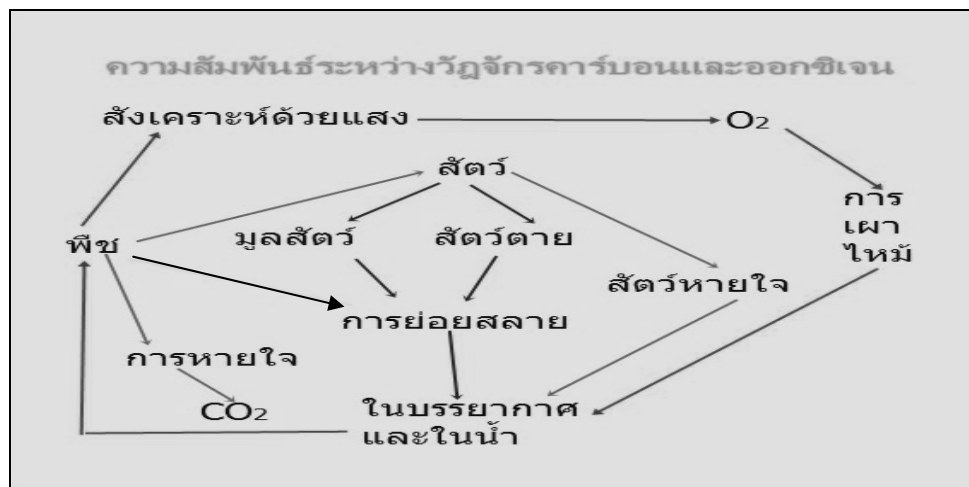 ความสัมพันธ์ระหว่างวัฎจักรคาร์บอนและออกซิเจน
สังเคราะห์ด้วยแสง
O2
สัตว์
การ
เผา
ไหม้
พืช
มูลสัตว์
สัตว์ตาย
สัตว์หายใจ
การย่อยสลาย
การหายใจ
CO2
ในบรรยากาศ
และในน้ำ